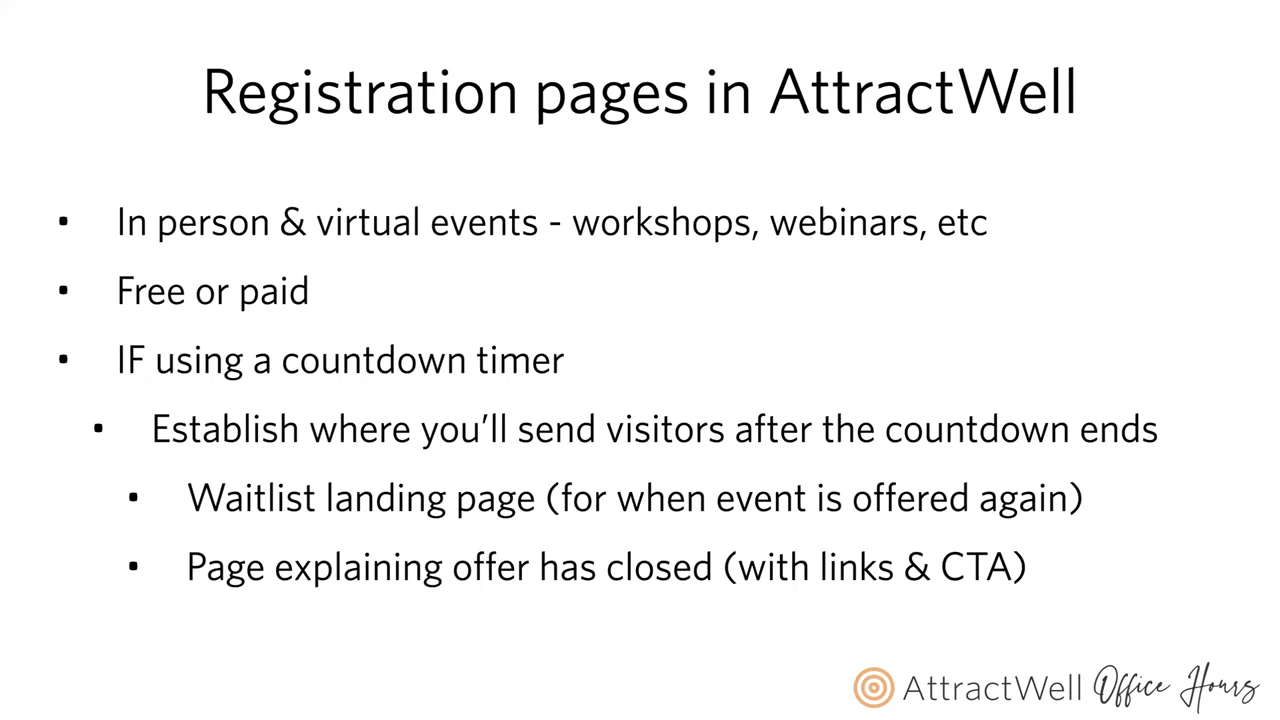 Registration pages in AttractWell
• In person & virtual events - workshops, webinars, etc
• Free or paid
• IF using a countdown timer
• Establish where you’ll send visitors after the countdown ends
• Waitlist landing page (for when event is offered again)
• Page explaining offer has closed (with links & CTA)
AttractWell Office Hours